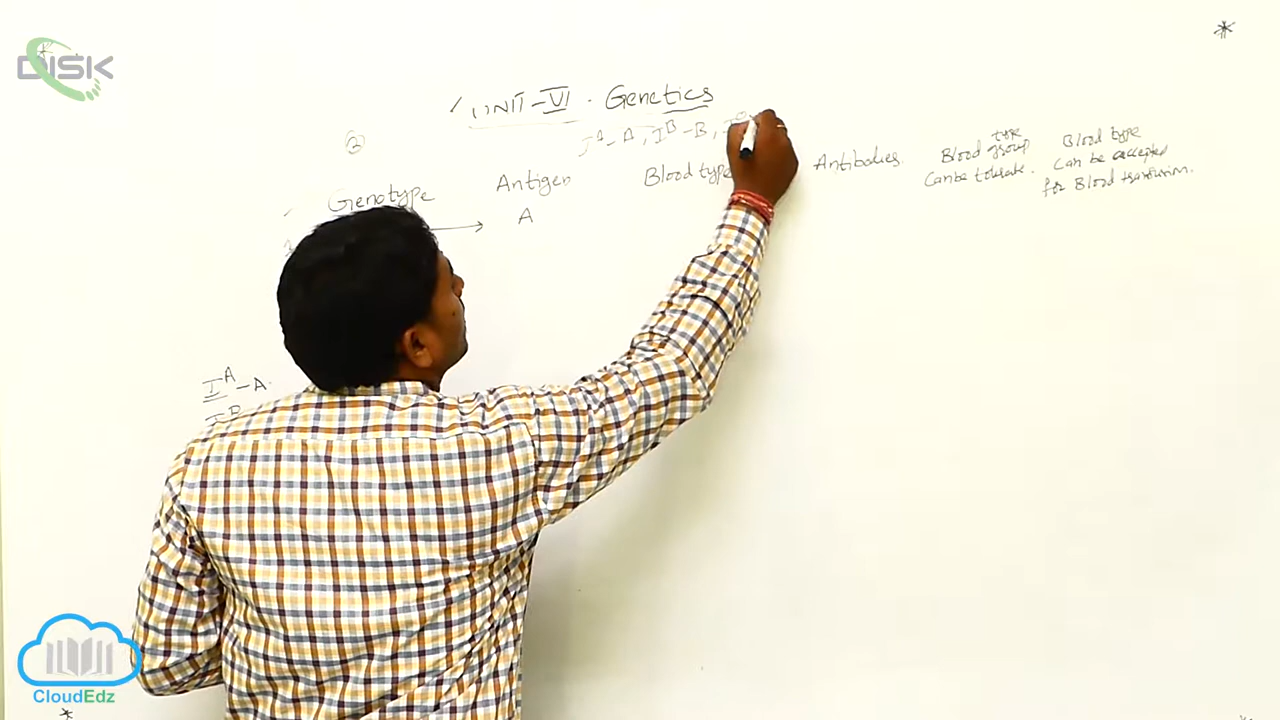 DISK
UNIT-VI. Genetics
I^A-A, I^B-B, I^O
Genotype Antigen Blood type Antibodies. Blood type group Can be tolerate. Blood type Can be accepted for Blood transfusion.
A
I^A-A.
I^B
CloudEdz